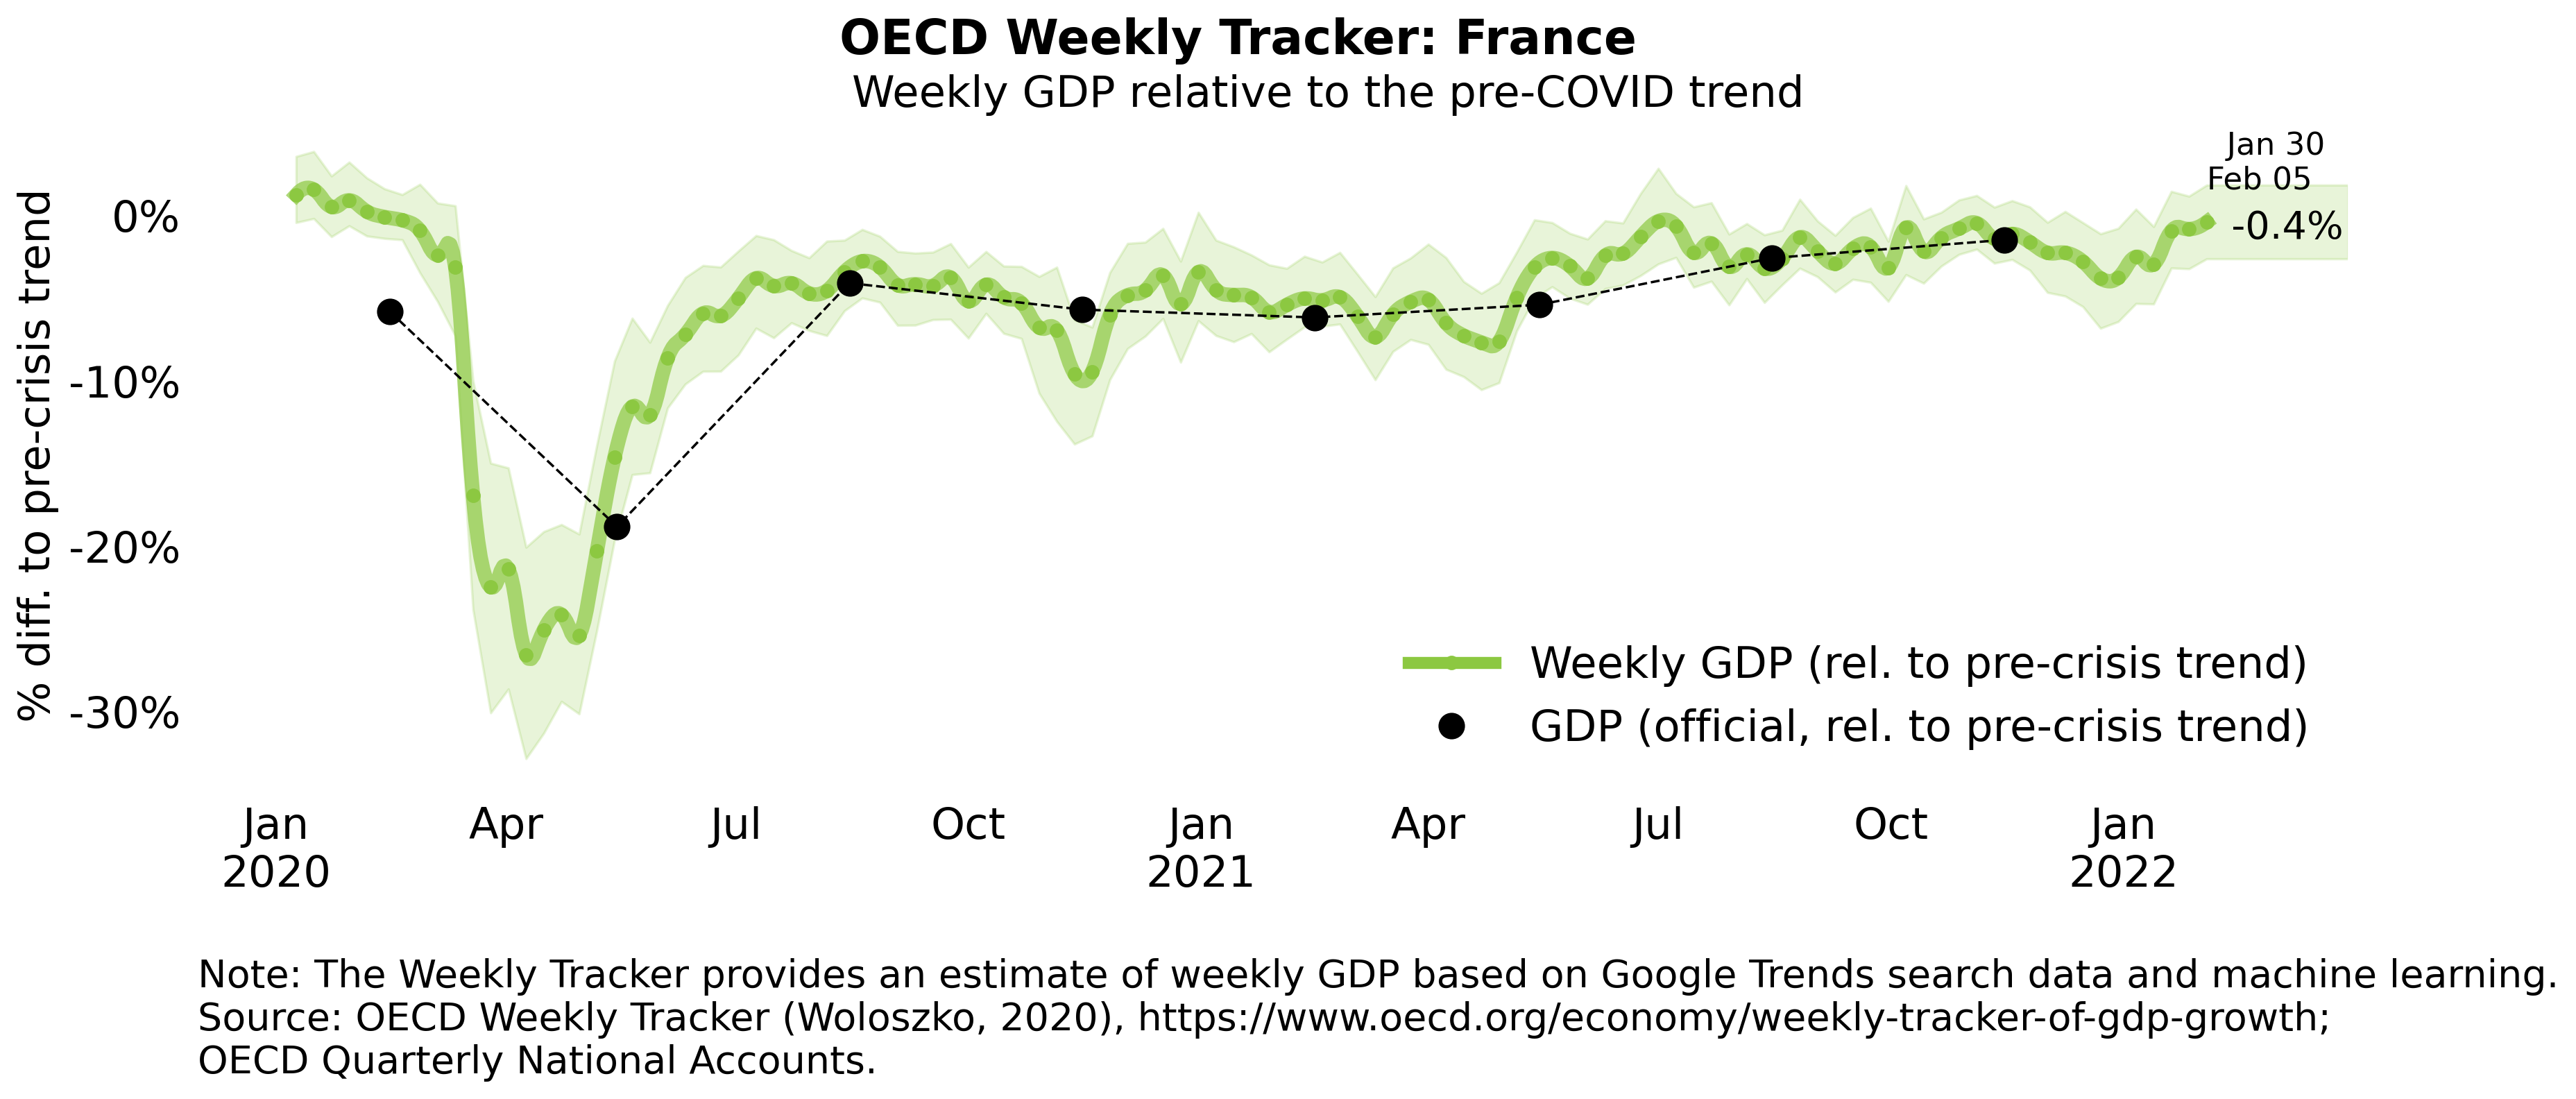 OECD Weekly Tracker: France
Weekly GDP relative to the pre-COVID trend
Jan 30
Feb 05
-0.4%
% diff. to pre-crisis trend
0%
-10%
-20%
-30%
Weekly GDP (rel. to pre-crisis trend)
GDP (official, rel. to pre-crisis trend)
Jan Apr Jul Oct Jan Apr Jul Oct Jan
2020 2021 2022
Note: The Weekly Tracker provides an estimate of weekly GDP based on Google Trends search data and machine learning.
Source: OECD Weekly Tracker (Woloszko, 2020), https://www.oecd.org/economy/weekly-tracker-of-gdp-growth;
OECD Quarterly National Accounts.